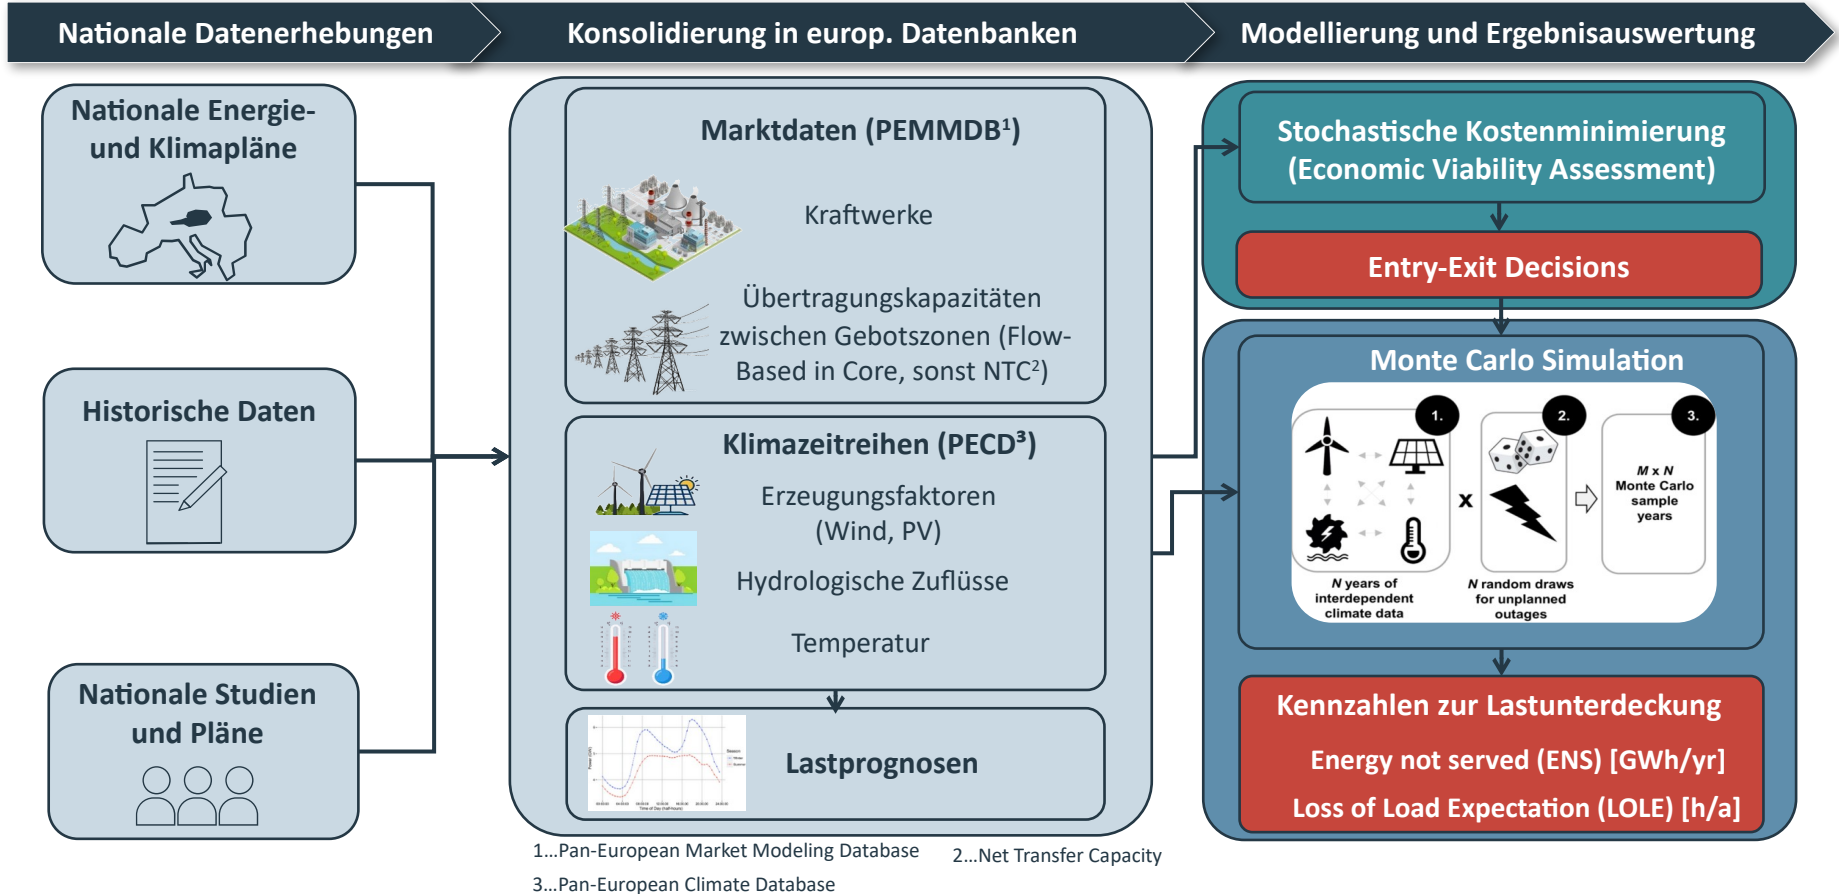 Nationale Datenerhebungen
Konsolidierung in europ. Datenbanken
Modellierung und Ergebnisauswertung
Nationale Energie-
und Klimapläne
Historische Daten
Nationale Studien
und Pläne
Marktdaten (PEMMDB¹)
Kraftwerke
Übertragungskapazitäten
zwischen Gebotszonen (Flow-
Based in Core, sonst NTC²)
Klimazeitreihen (PECD³)
Erzeugungsfaktoren
(Wind, PV)
Hydrologische Zuflüsse
Temperatur
Lastprognosen
Time of Day (half-Hours)
Stochastische Kostenminimierung
(Economic Viability Assessment)
Entry-Exit Decisions
Monte Carlo Simulation
1.
2.
3.
x
M x N
Monte Carlo
sample
years
N years of
interdependent
climate data
N random draws
for unplanned
outages
Kennzahlen zur Lastunterdeckung
Energy not served (ENS) [GWh/yr]
Loss of Load Expectation (LOLE) [h/a]
1...Pan-European Market Modeling Database
2...Net Transfer Capacity
3...Pan-European Climate Database